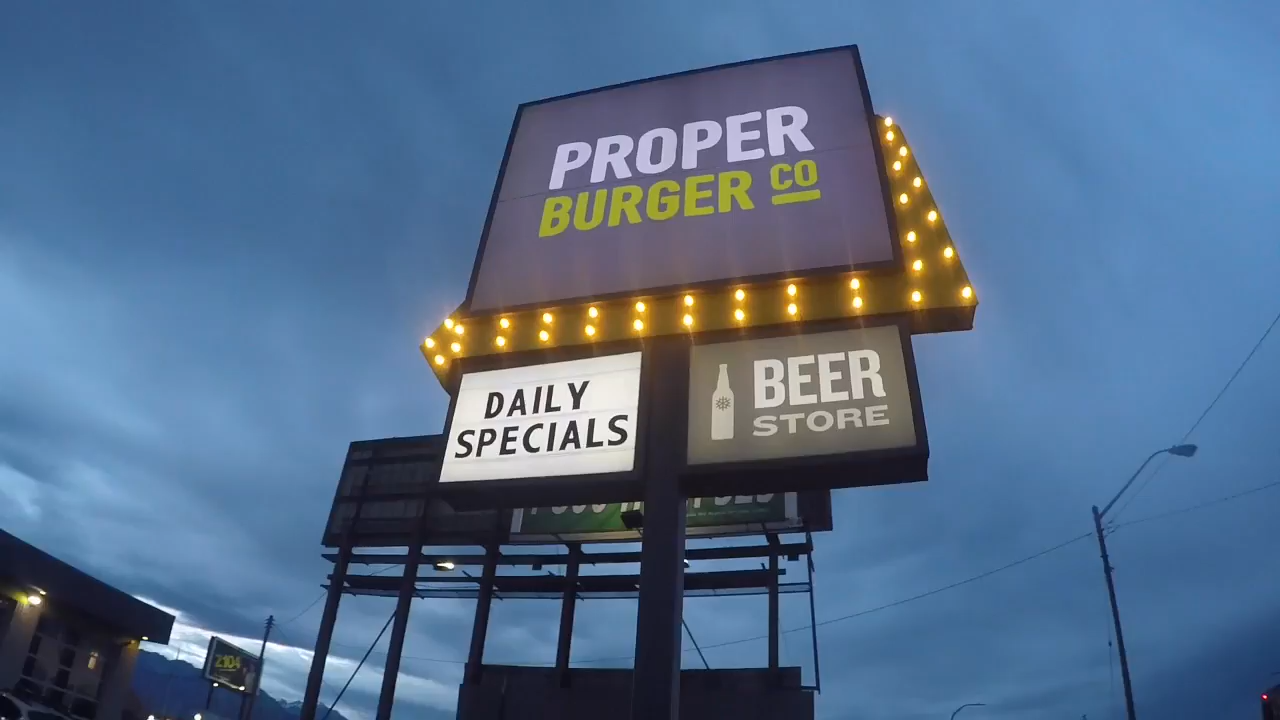 PROPER
BURGER CO
DAILY
SPECIALS
BEER
STORE